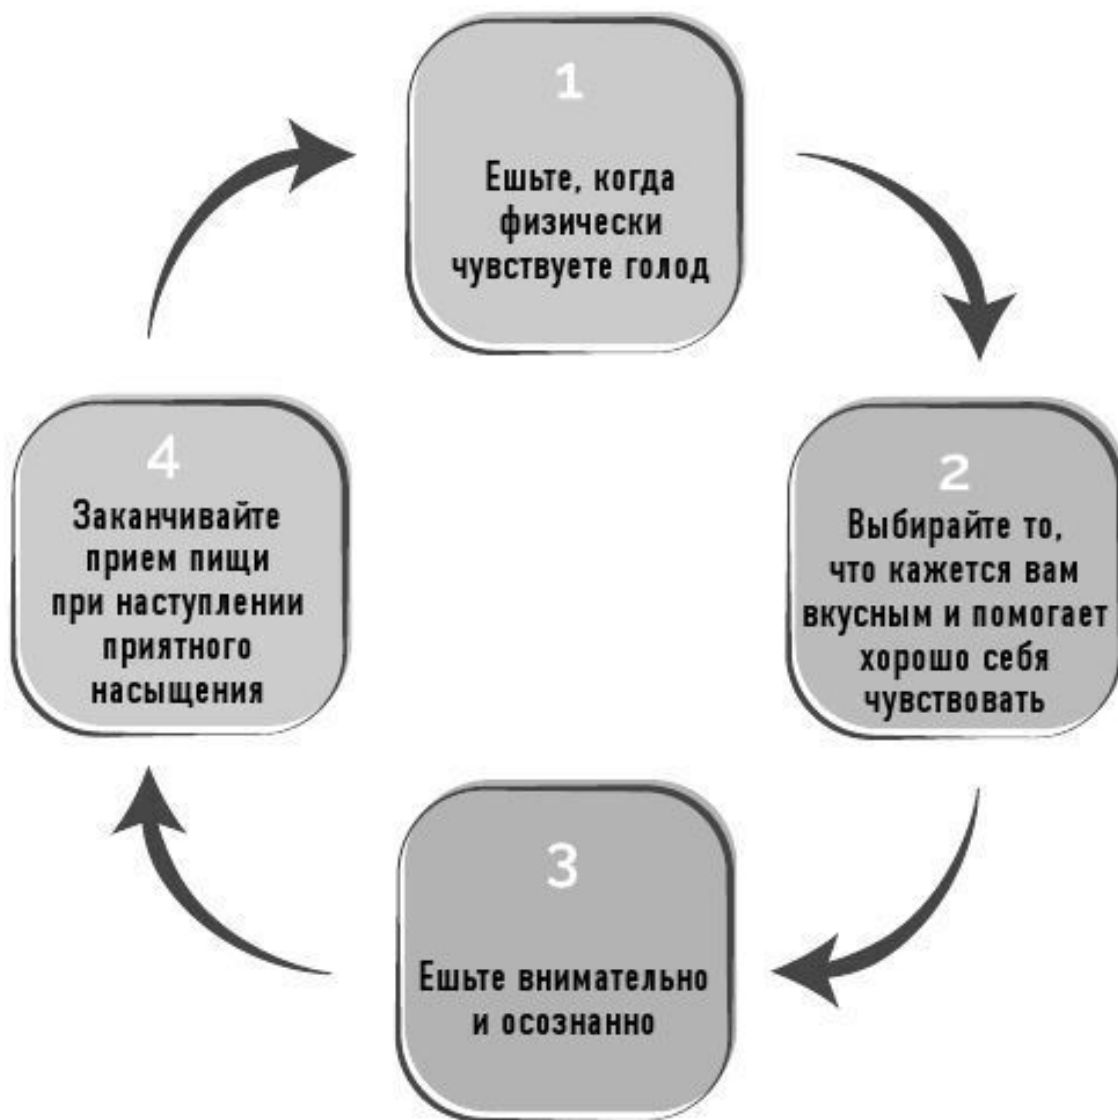 1
Ешьте, когда
физически
чувствуете голод
2
Выбирайте то,
что кажется вам
вкусным и помогает
хорошо себя
чувствовать
3
Ешьте внимательно
и осознанно
4
Заканчивайте
прием пищи
при наступлении
приятного
насыщения